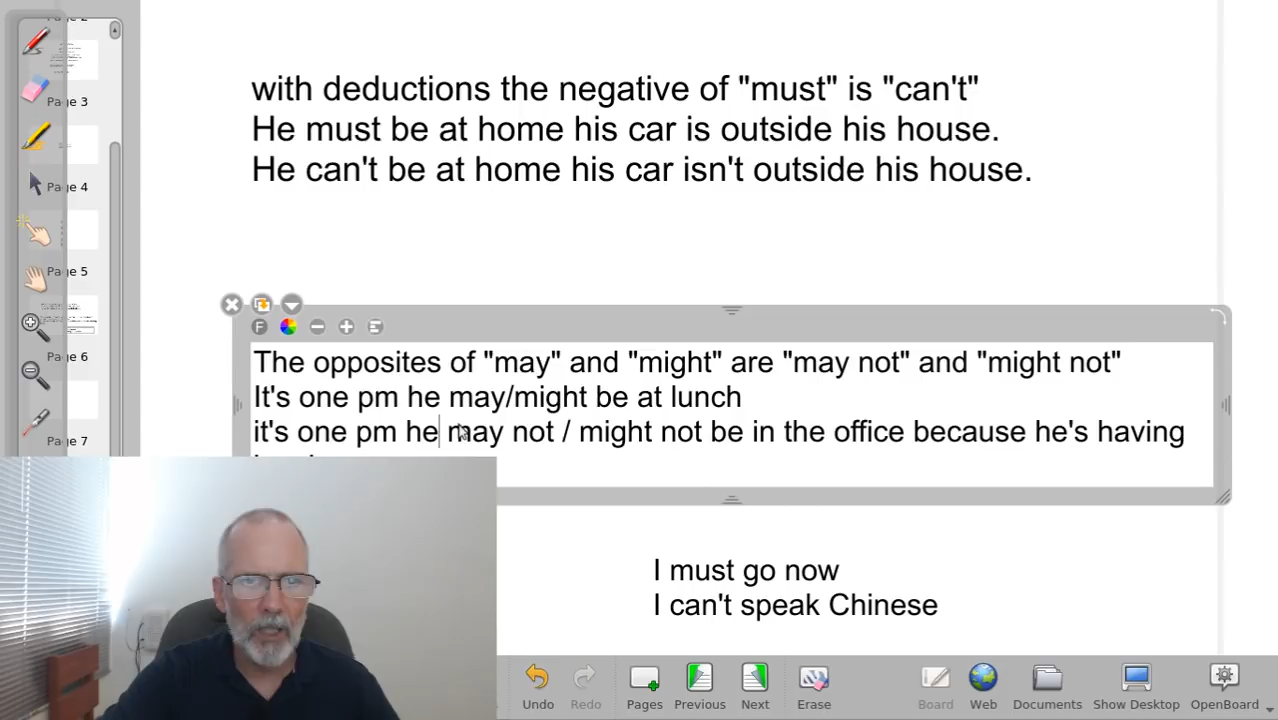 Page 3
Page 4
Page 5
Page 6
Page 7
with deductions the negative of "must" is "can't"
He must be at home his car is outside his house.
He can't be at home his car isn't outside his house.
F
The opposites of "may" and "might" are "may not" and "might not"
It's one pm he may/might be at lunch
it's one pm he may not / might not be in the office because he's having
I must go now
I can't speak Chinese
Undo Redo Pages Previous Next Erase Board Web Documents Show Desktop OpenBoard